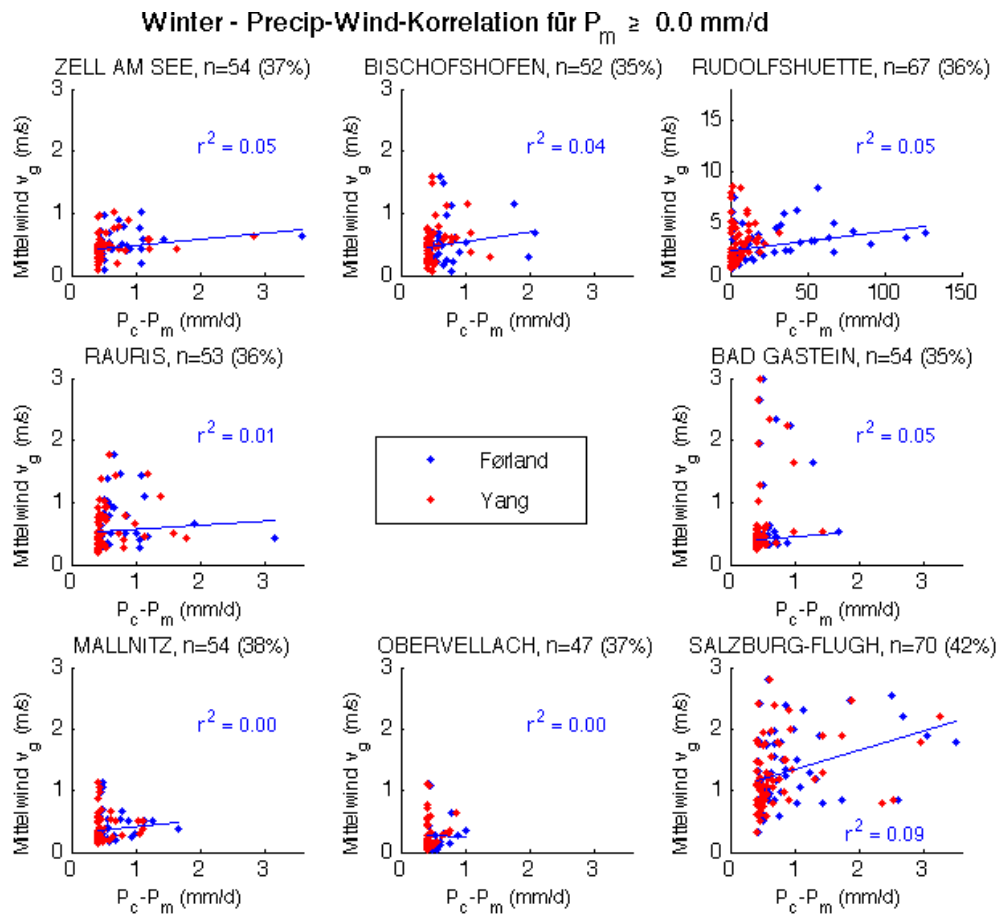 Winter - Precip-Wind-Korrelation für P_m ≥ 0.0 mm/d
ZELL AM SEE, n=54 (37%)
3
2
1
0
Mittelwind v_g (m/s)
r² = 0.05
0 1 2 3
P_c-P_m (mm/d)
BISCHOFSHOFEN, n=52 (35%)
3
2
1
0
Mittelwind v_g (m/s)
r² = 0.04
0 1 2 3
P_c-P_m (mm/d)
RUDOLFSHUETTE, n=67 (36%)
15
10
5
0
Mittelwind v_g (m/s)
r² = 0.05
0 50 100 150
P_c-P_m (mm/d)
RAURIS, n=53 (36%)
3
2
1
0
Mittelwind v_g (m/s)
r² = 0.01
0 1 2 3
P_c-P_m (mm/d)
Førland
Yang
BAD GASTEIN, n=54 (35%)
3
2
1
0
Mittelwind v_g (m/s)
r² = 0.05
0 1 2 3
P_c-P_m (mm/d)
MALLNITZ, n=54 (38%)
3
2
1
0
Mittelwind v_g (m/s)
r² = 0.00
0 1 2 3
P_c-P_m (mm/d)
OBERVELLACH, n=47 (37%)
3
2
1
0
Mittelwind v_g (m/s)
r² = 0.00
0 1 2 3
P_c-P_m (mm/d)
SALZBURG-FLUGH, n=70 (42%)
3
2
1
0
Mittelwind v_g (m/s)
r² = 0.09
0 1 2 3
P_c-P_m (mm/d)